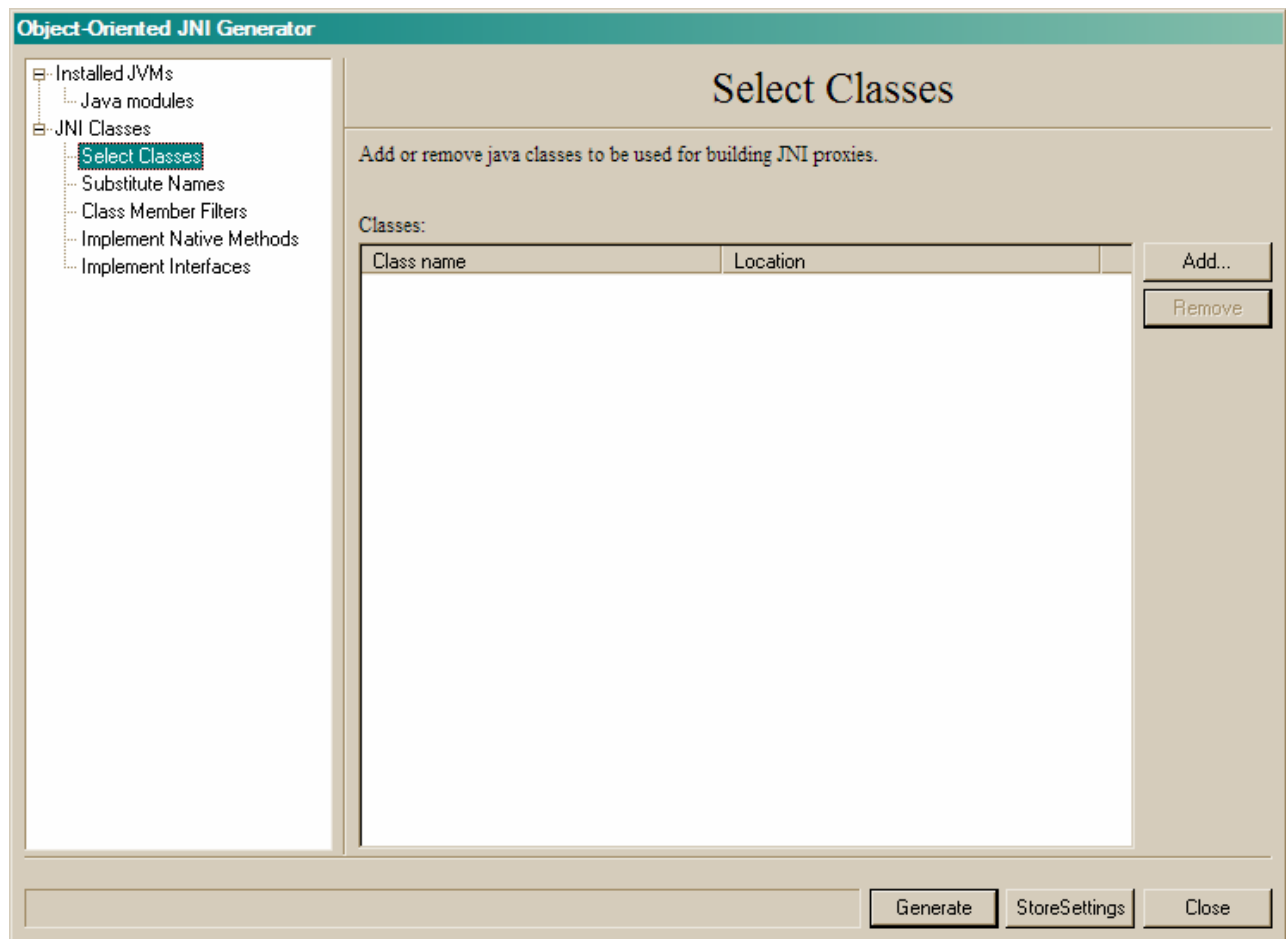 Object-Oriented JNI Generator
Installed JVMs
Java modules
JNI Classes
Select Classes
Substitute Names
Class Member Filters
Implement Native Methods
Implement Interfaces
Select Classes
Add or remove java classes to be used for building JNI proxies.
Classes:
Class name Location
Add...
Remove
Generate StoreSettings Close